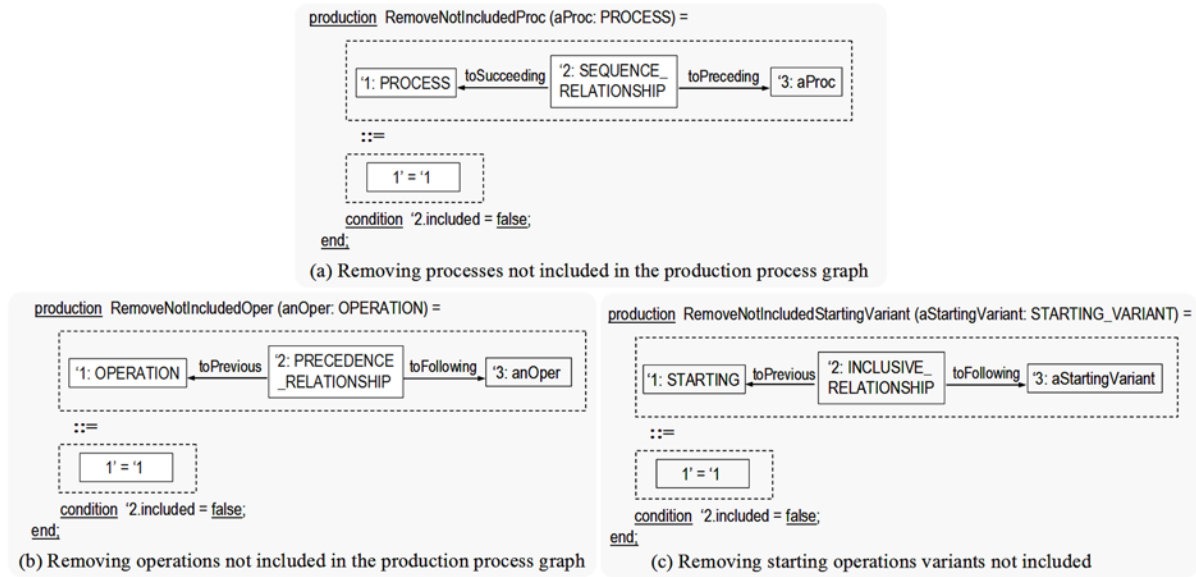 production RemoveNotIncludedProc (aProc: PROCESS) =
'1: PROCESS
toSucceeding
'2: SEQUENCE_
RELATIONSHIP
toPreceding
'3: aProc
::=
1' = '1
condition '2.included = false;
end;
(a) Removing processes not included in the production process graph
production RemoveNotIncludedOper (anOper: OPERATION) =
'1: OPERATION
toPrevious
'2: PRECEDENCE
_RELATIONSHIP
toFollowing
'3: anOper
::=
1' = '1
condition '2.included = false;
end;
(b) Removing operations not included in the production process graph
production RemoveNotIncludedStartingVariant (aStartingVariant: STARTING_VARIANT) =
'1: STARTING
toPrevious
'2: INCLUSIVE_
RELATIONSHIP
toFollowing
'3: aStartingVariant
::=
1' = '1
condition '2.included = false;
end;
(c) Removing starting operations variants not included